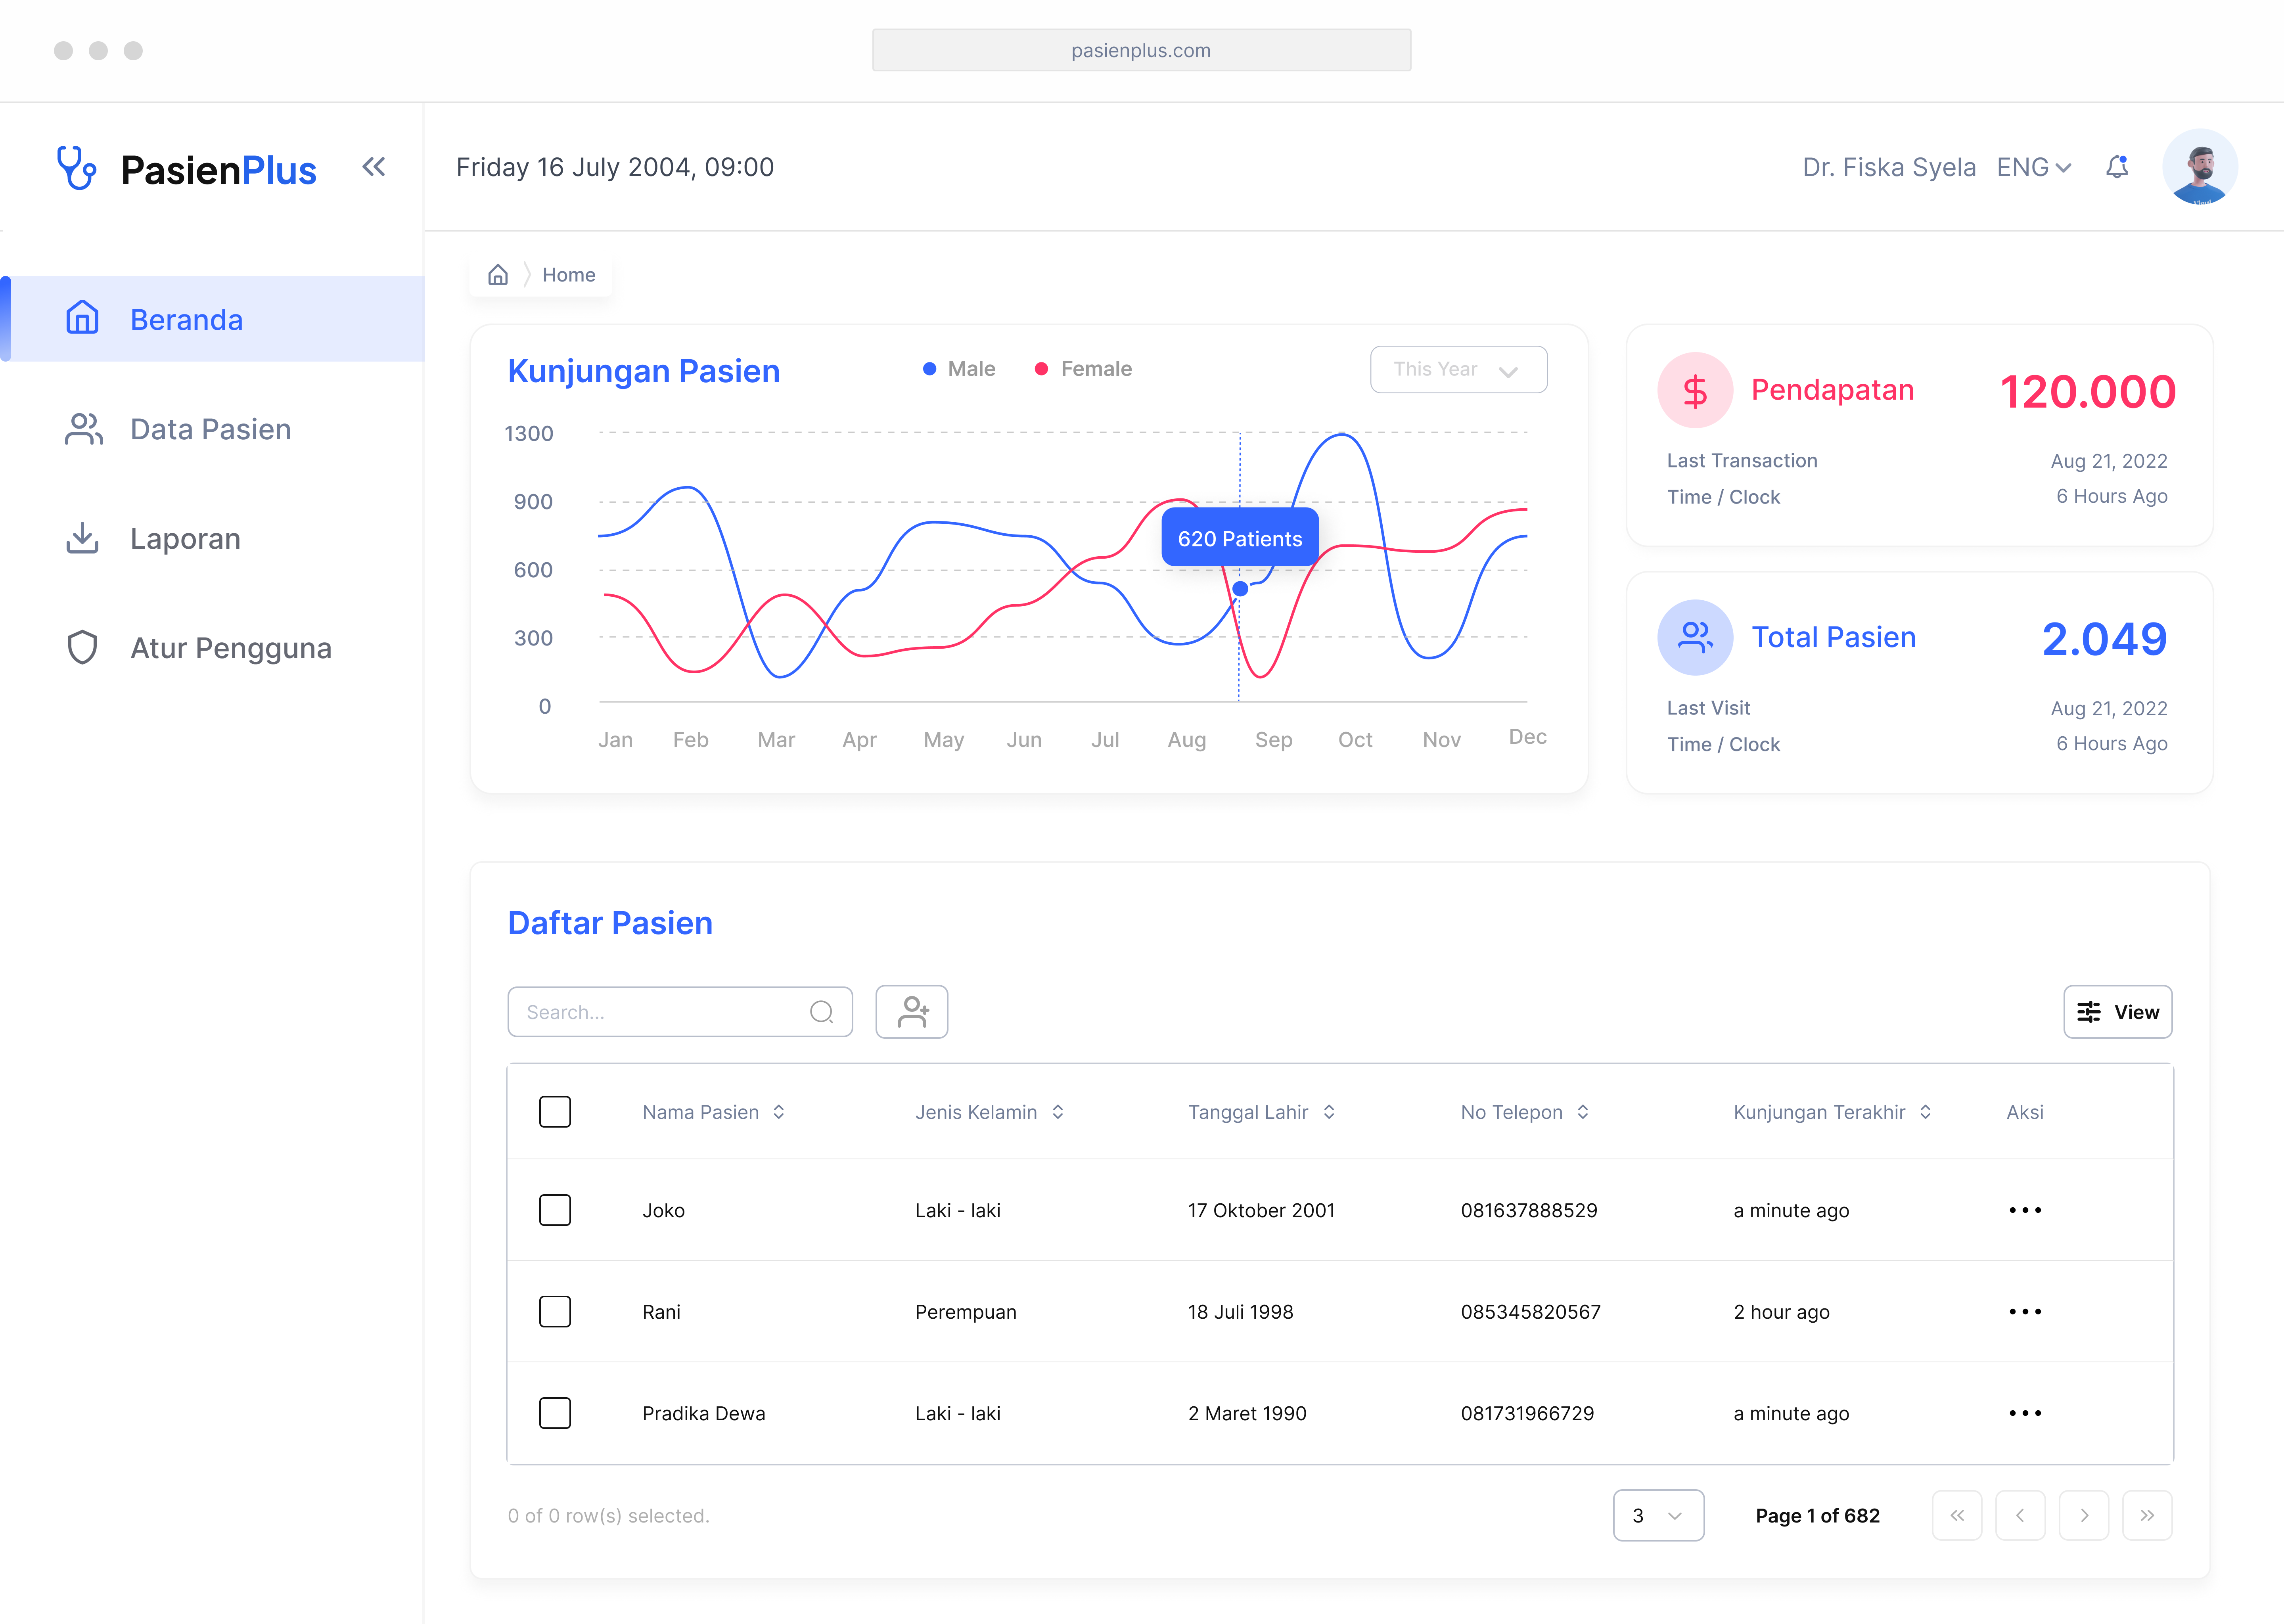 pasienplus.com
PasienPlus
Friday 16 July 2004, 09:00
Dr. Fiska Syela
ENG
Beranda
Data Pasien
Laporan
Atur Pengguna
Home
Kunjungan Pasien
Male
Female
This Year
1300
900
600
300
0
620 Patients
Jan Feb Mar Apr May Jun Jul Aug Sep Oct Nov Dec
Pendapatan
120.000
Last Transaction
Aug 21, 2022
Time / Clock
6 Hours Ago
Total Pasien
2.049
Last Visit
Aug 21, 2022
Time / Clock
6 Hours Ago
Daftar Pasien
Search...
View
Nama Pasien Jenis Kelamin Tanggal Lahir No Telepon Kunjungan Terakhir Aksi
Joko Laki - laki 17 Oktober 2001 081637888529 a minute ago
Rani Perempuan 18 Juli 1998 085345820567 2 hour ago
Pradika Dewa Laki - laki 2 Maret 1990 081731966729 a minute ago
0 of 0 row(s) selected.
3
Page 1 of 682